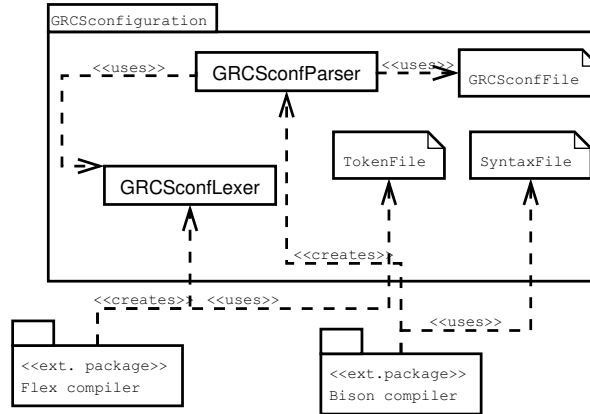 GRCSconfiguration
<<uses>>
GRCSconfParser
<<uses>>
GRCSconfFile
TokenFile
SyntaxFile
GRCSconfLexer
<<creates>>
<<creates>>
<<uses>>
<<uses>>
<<ext. package>>
Flex compiler
<<ext.package>>
Bison compiler